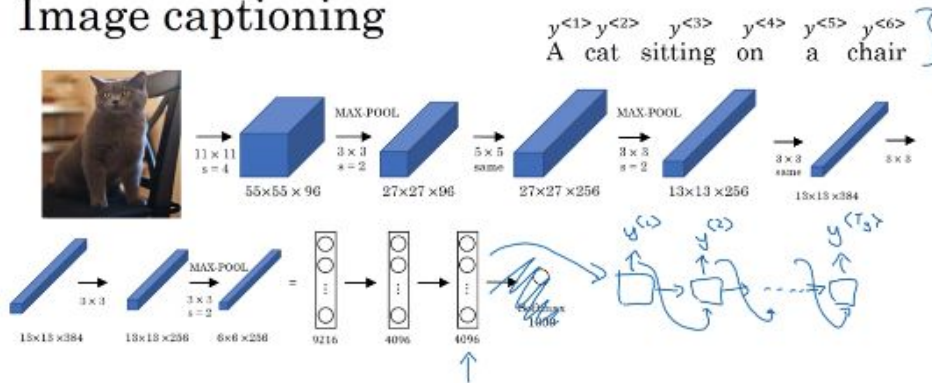 Image captioning
y<1> y<2> y<3> y<4> y<5> y<6>
A cat sitting on a chair
MAX-POOL MAX-POOL
11 × 11 3 × 3 5 × 5 3 × 3 3 × 3 3 × 3
s = 4 s = 2 same s = 2 same
55×55 × 96 27×27 ×96 27×27 ×256 13×13 ×256 13×13 ×384
y<1> y<2> y<Ty>
MAX-POOL
3 × 3 3 × 3 =
s = 2
Softmax
1000
13×13 ×384 13×13 ×256 6×6 ×256 9216 4096 4096